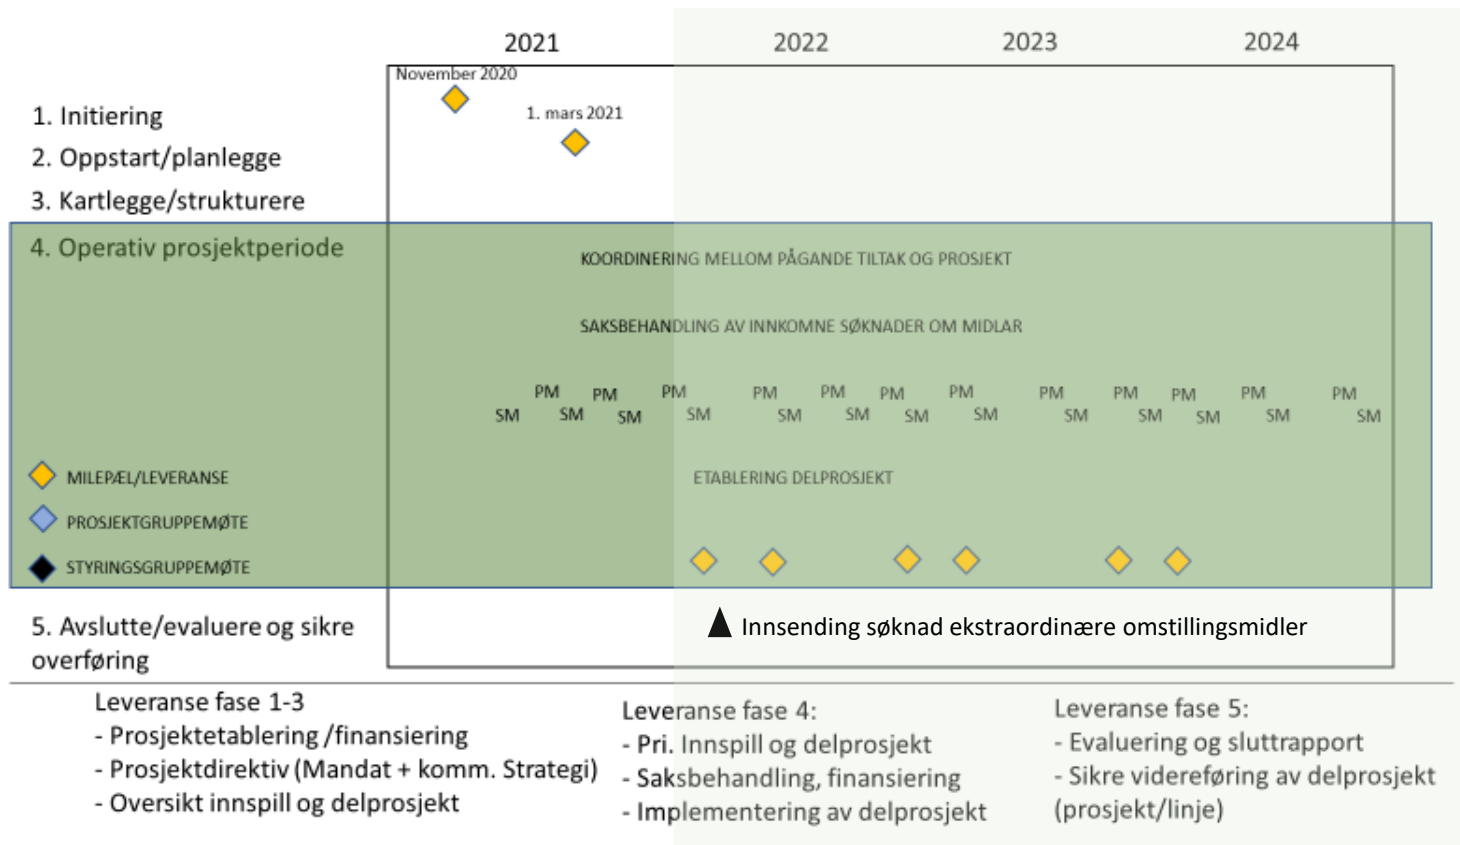 2021 2022 2023 2024
November 2020
1. mars 2021
1. Initiering
2. Oppstart/planlegge
3. Kartlegge/strukturere
4. Operativ prosjektperiode
KOORDINERING MELLOM PÅGANDE TILTAK OG PROSJEKT
SAKSBEHANDLING AV INNKOMNE SØKNADER OM MIDLAR
PM PM PM PM PM PM PM PM PM PM PM PM
SM SM SM SM SM SM SM SM SM SM SM SM SM
MILEPÆL/LEVERANSE
ETABLERING DELPROSJEKT
PROSJEKTGRUPPEMØTE
STYRINGSGRUPPEMØTE
5. Avslutte/evaluere og sikre
overføring
Innsending søknad ekstraordinære omstillingsmidler
Leveranse fase 1-3
- Prosjektetablering /finansiering
- Prosjektdirektiv (Mandat + komm. Strategi)
- Oversikt innspill og delprosjekt
Leveranse fase 4:
- Pri. Innspill og delprosjekt
- Saksbehandling, finansiering
- Implementering av delprosjekt
Leveranse fase 5:
- Evaluering og sluttrapport
- Sikre videreføring av delprosjekt
(prosjekt/linje)